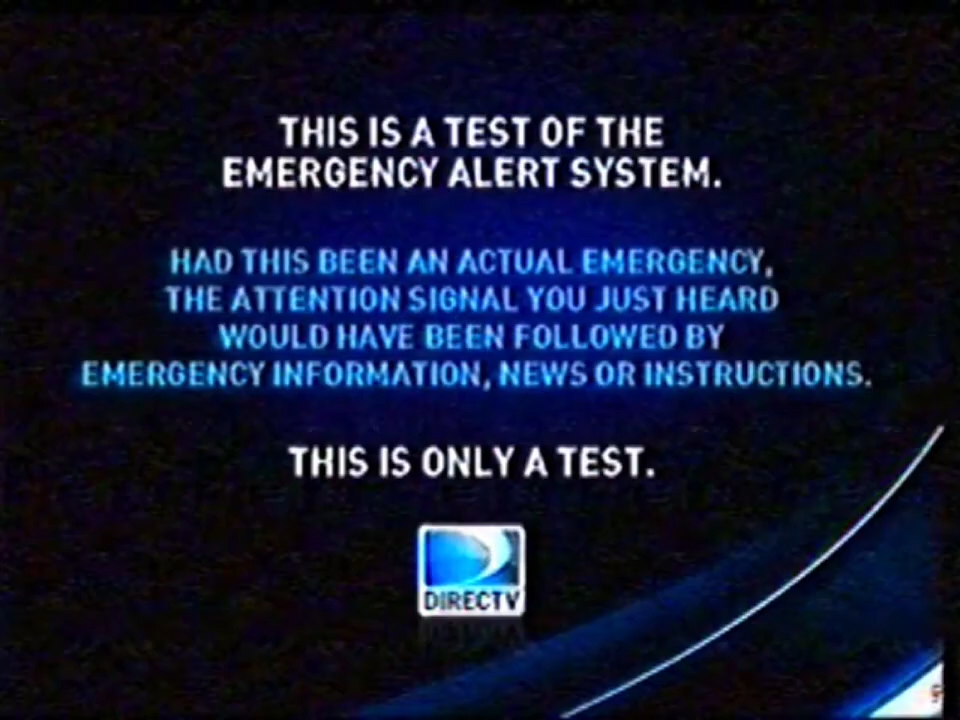 THIS IS A TEST OF THE
EMERGENCY ALERT SYSTEM.
HAD THIS BEEN AN ACTUAL EMERGENCY,
THE ATTENTION SIGNAL YOU JUST HEARD
WOULD HAVE BEEN FOLLOWED BY
EMERGENCY INFORMATION, NEWS OR INSTRUCTIONS.
THIS IS ONLY A TEST.
DIRECTV